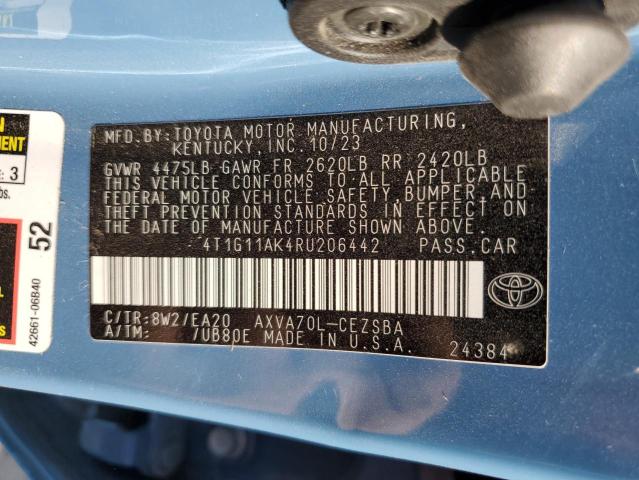 MFD.BY:TOYOTA MOTOR MANUFACTURING,
KENTUCKY, INC. 10/23
GVWR 4475LB GAWR FR 2620LB RR 2420LB
THIS VEHICLE CONFORMS TO ALL APPLICABLE
FEDERAL MOTOR VEHICLE SAFETY, BUMPER, AND
THEFT PREVENTION STANDARDS IN EFFECT ON
THE DATE OF MANUFACTURE SHOWN ABOVE.
4T1G11AK4RU206442 PASS.CAR
C/TR:8W2/EA20 AXVA70L-CEZSBA
A/TM: /UB80E MADE IN U.S.A.
24384
3
52
42661-06B40